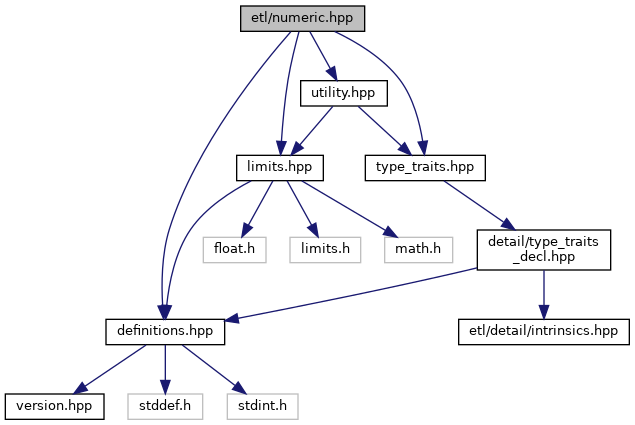 etl/numeric.hpp
utility.hpp
limits.hpp
type_traits.hpp
float.h
limits.h
math.h
detail/type_traits
_decl.hpp
definitions.hpp
etl/detail/intrinsics.hpp
version.hpp
stddef.h
stdint.h